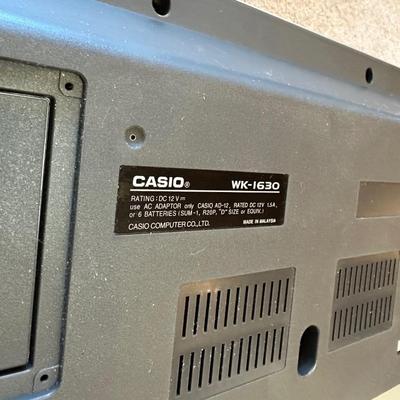 CASIO® WK-1630
RATING: DC 12V⎓
use AC ADAPTOR only CASIO AD-12, RATED DC 12V 1.5A,
or 6 BATTERIES (SUM-1, R20P, "D" SIZE or EQUIV.)
CASIO COMPUTER CO.,LTD. MADE IN MALAYSIA